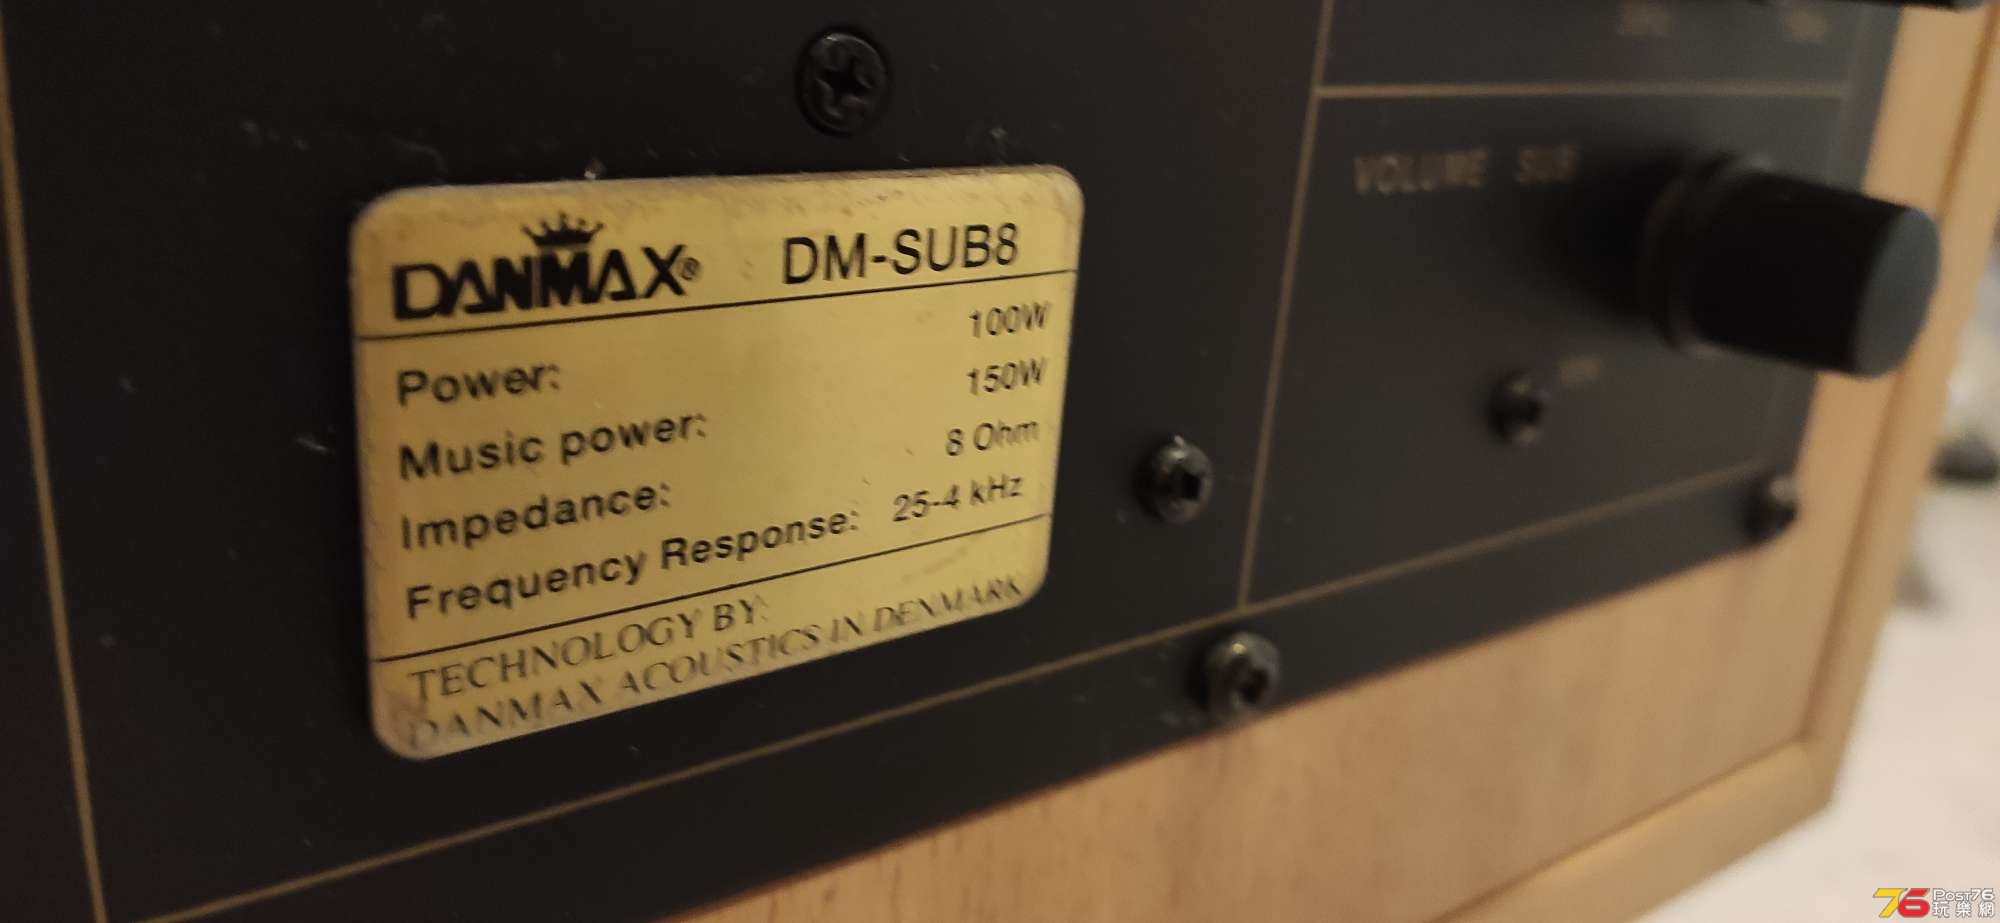 DANMAX® DM-SUB8
Power: 100W
Music power: 150W
Impedance: 8 Ohm
Frequency Response: 25-4 kHz
TECHNOLOGY BY:
DANMAX ACOUSTICS IN DENMARK
VOLUME SUB
76 POST76
玩樂網